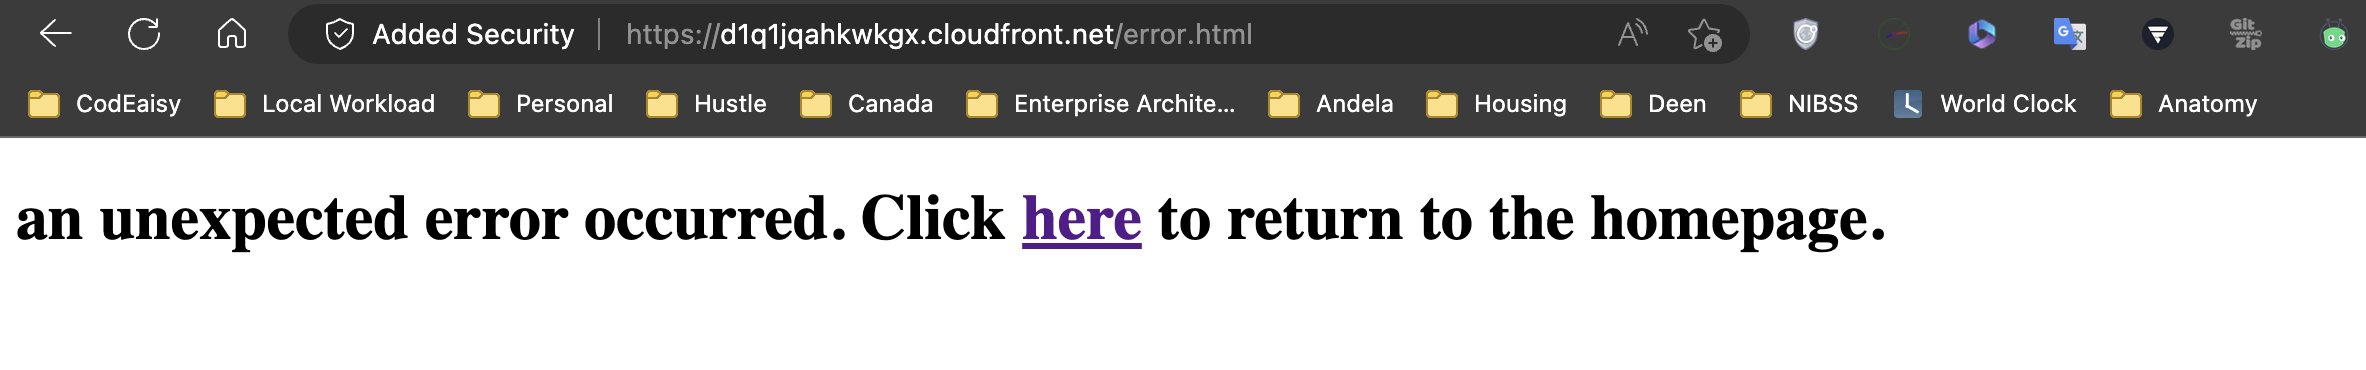 Added Security https://d1q1jqahkwkgx.cloudfront.net/error.html Git Zip
CodEaisy Local Workload Personal Hustle Canada Enterprise Archite... Andela Housing Deen NIBSS World Clock Anatomy
an unexpected error occurred. Click here to return to the homepage.